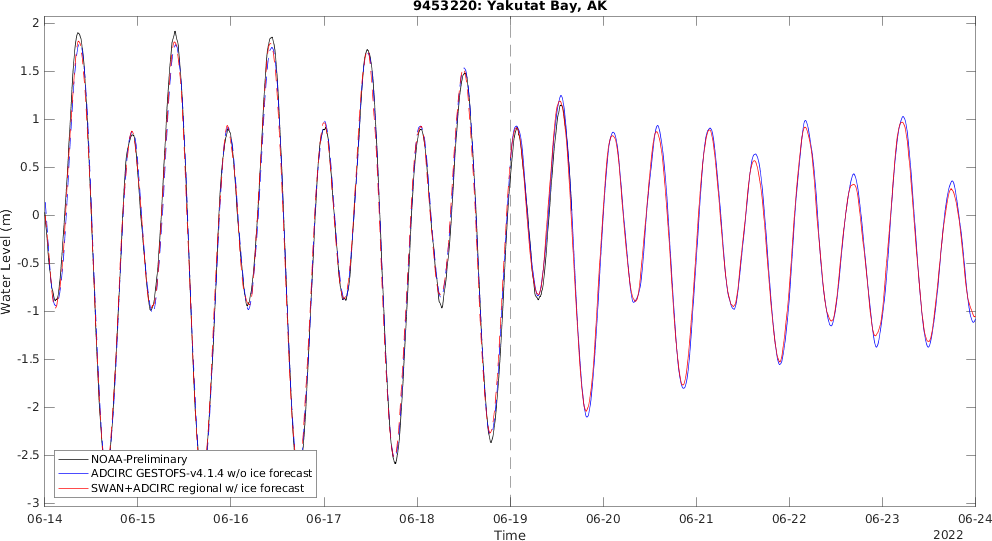 9453220: Yakutat Bay, AK
2
1.5
1
0.5
0
-0.5
-1
-1.5
-2
-2.5
-3
Water Level (m)
NOAA-Preliminary
ADCIRC GESTOFS-v4.1.4 w/o ice forecast
SWAN+ADCIRC regional w/ ice forecast
06-14 06-15 06-16 06-17 06-18 06-19 06-20 06-21 06-22 06-23 06-24
Time
2022